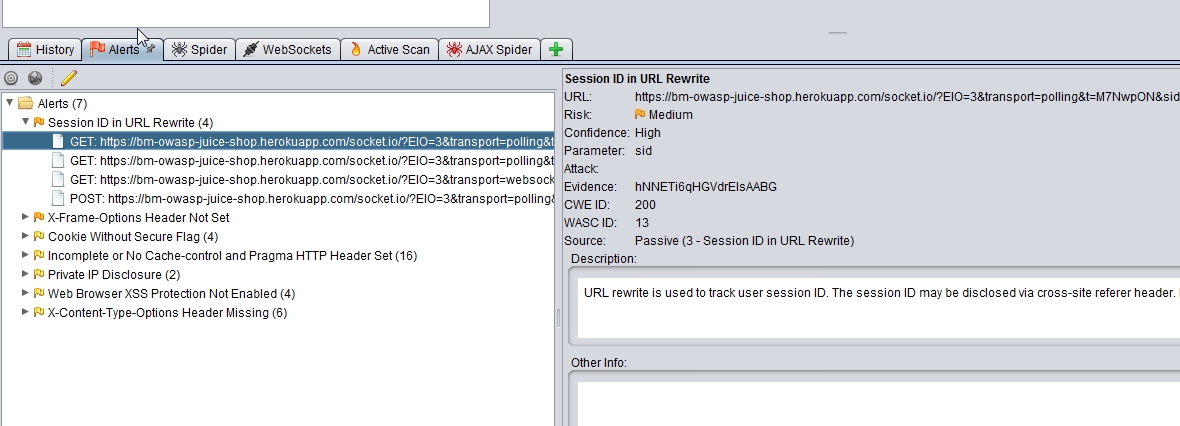 History
Alerts
Spider
WebSockets
Active Scan
AJAX Spider
Alerts (7)
Session ID in URL Rewrite (4)
GET: https://bm-owasp-juice-shop.herokuapp.com/socket.io/?EIO=3&transport=polling&t
GET: https://bm-owasp-juice-shop.herokuapp.com/socket.io/?EIO=3&transport=polling&t
GET: https://bm-owasp-juice-shop.herokuapp.com/socket.io/?EIO=3&transport=websock
POST: https://bm-owasp-juice-shop.herokuapp.com/socket.io/?EIO=3&transport=polling&
X-Frame-Options Header Not Set
Cookie Without Secure Flag (4)
Incomplete or No Cache-control and Pragma HTTP Header Set (16)
Private IP Disclosure (2)
Web Browser XSS Protection Not Enabled (4)
X-Content-Type-Options Header Missing (6)
Session ID in URL Rewrite
URL: https://bm-owasp-juice-shop.herokuapp.com/socket.io/?EIO=3&transport=polling&t=M7NwpON&sid
Risk: Medium
Confidence: High
Parameter: sid
Attack:
Evidence: hNNETi6qHGVdrEIsAABG
CWE ID: 200
WASC ID: 13
Source: Passive (3 - Session ID in URL Rewrite)
Description:
URL rewrite is used to track user session ID. The session ID may be disclosed via cross-site referer header.
Other Info: